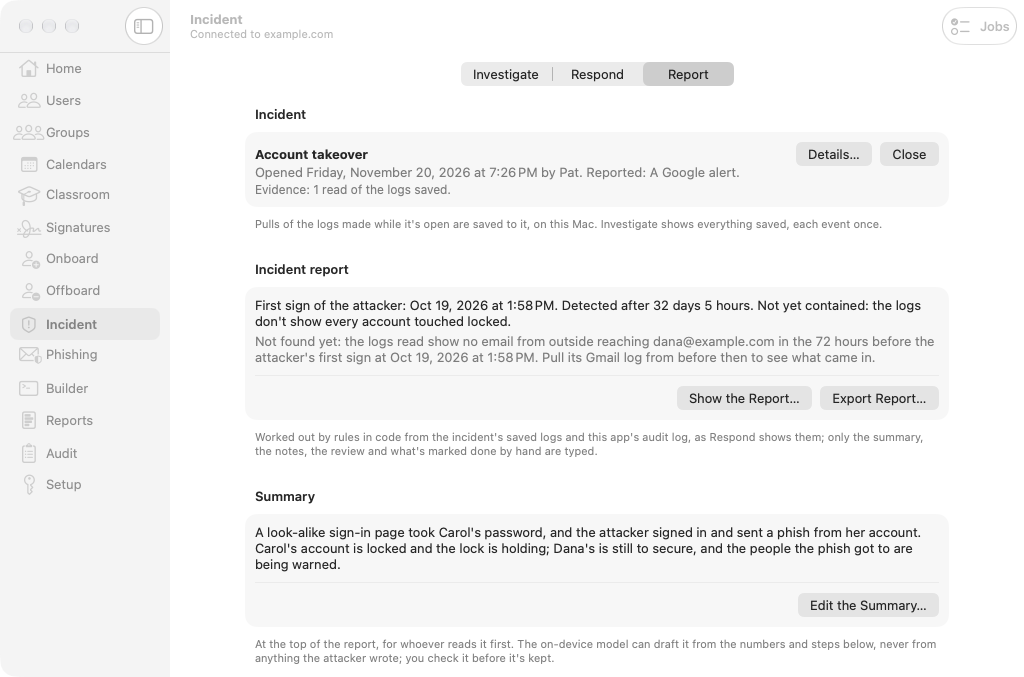 Incident
Connected to example.com
Jobs
Home
Users
Groups
Calendars
Classroom
Signatures
Onboard
Offboard
Incident
Phishing
Builder
Reports
Audit
Setup
Investigate
Respond
Report
Incident
Account takeover
Details...
Close
Opened Friday, November 20, 2026 at 7:26 PM by Pat. Reported: A Google alert.
Evidence: 1 read of the logs saved.
Pulls of the logs made while it's open are saved to it, on this Mac. Investigate shows everything saved, each event once.
Incident report
First sign of the attacker: Oct 19, 2026 at 1:58 PM. Detected after 32 days 5 hours. Not yet contained: the logs
don't show every account touched locked.
Not found yet: the logs read show no email from outside reaching dana@example.com in the 72 hours before the
attacker's first sign at Oct 19, 2026 at 1:58 PM. Pull its Gmail log from before then to see what came in.
Show the Report...
Export Report...
Worked out by rules in code from the incident's saved logs and this app's audit log, as Respond shows them; only the summary,
the notes, the review and what's marked done by hand are typed.
Summary
A look-alike sign-in page took Carol's password, and the attacker signed in and sent a phish from her account.
Carol's account is locked and the lock is holding; Dana's is still to secure, and the people the phish got to are
being warned.
Edit the Summary...
At the top of the report, for whoever reads it first. The on-device model can draft it from the numbers and steps below, never from
anything the attacker wrote; you check it before it's kept.